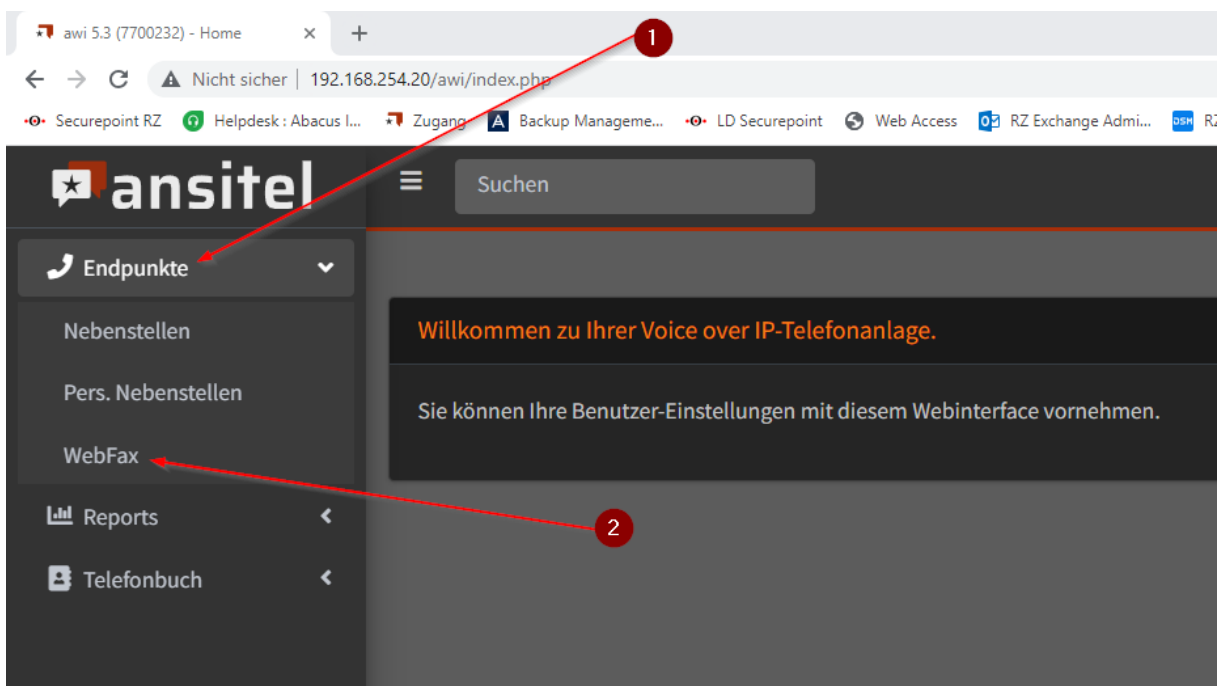 awi 5.3 (7700232) - Home
1
Nicht sicher | 192.168.254.20/awi/index.php
Securepoint RZ Helpdesk : Abacus I... Zugang A Backup Manageme... LD Securepoint Web Access RZ Exchange Admi... DSM RZ
ansitel
Suchen
Endpunkte
Nebenstellen
Willkommen zu Ihrer Voice over IP-Telefonanlage.
Pers. Nebenstellen
Sie können Ihre Benutzer-Einstellungen mit diesem Webinterface vornehmen.
WebFax
Reports
2
Telefonbuch